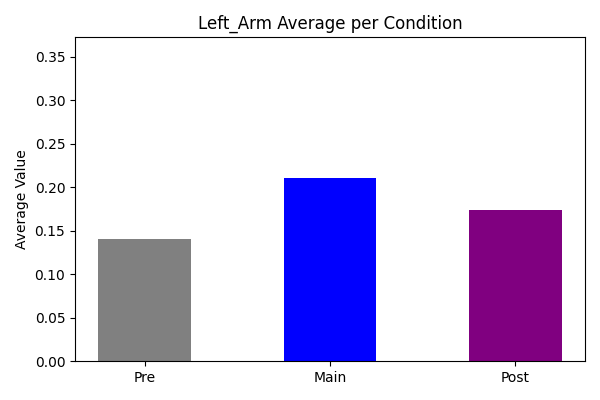 Left_Arm Average per Condition
Average Value
0.35
0.30
0.25
0.20
0.15
0.10
0.05
0.00
Pre
Main
Post